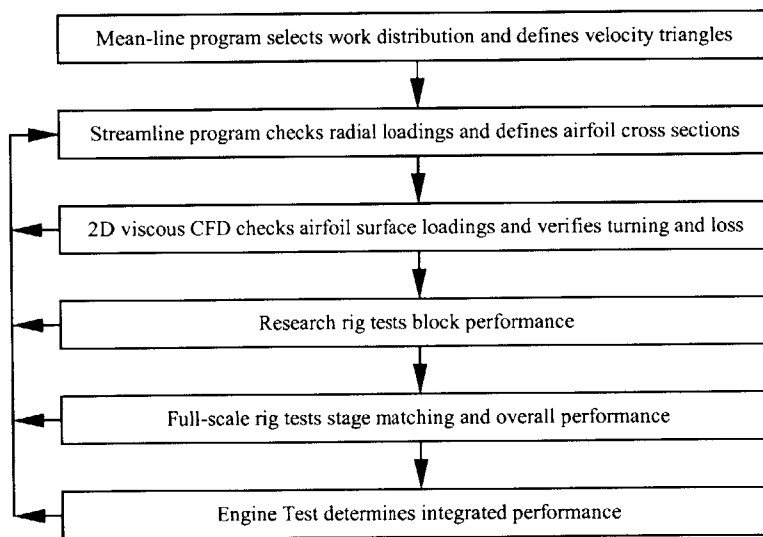 Mean-line program selects work distribution and defines velocity triangles
Streamline program checks radial loadings and defines airfoil cross sections
2D viscous CFD checks airfoil surface loadings and verifies turning and loss
Research rig tests block performance
Full-scale rig tests stage matching and overall performance
Engine Test determines integrated performance